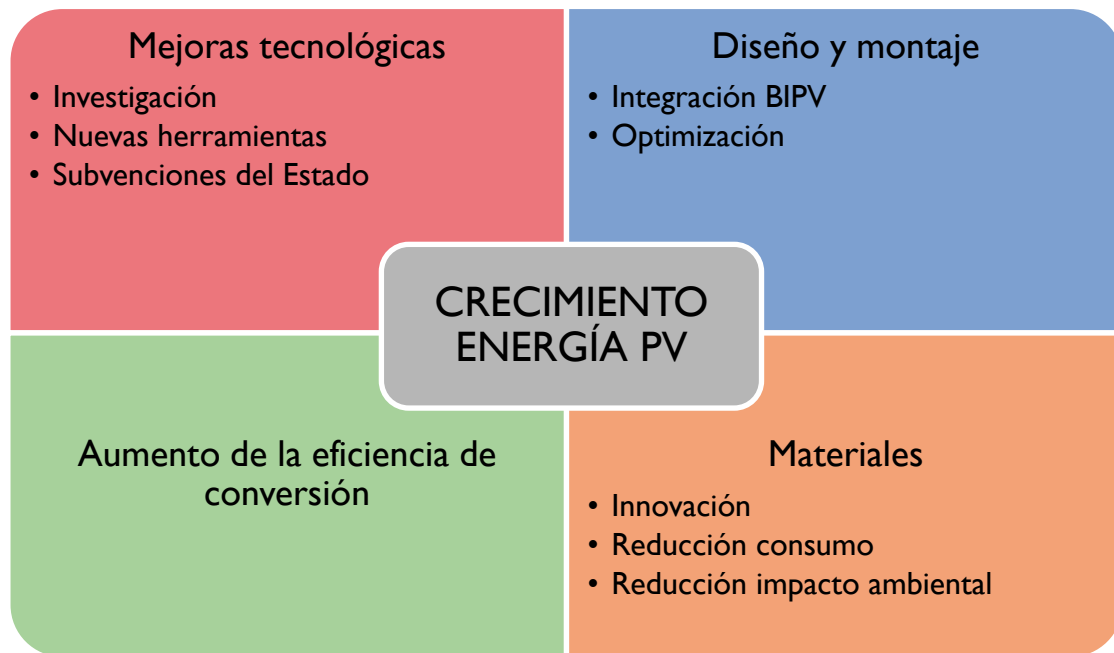 Mejoras tecnológicas
• Investigación
• Nuevas herramientas
• Subvenciones del Estado
Diseño y montaje
• Integración BIPV
• Optimización
CRECIMIENTO
ENERGÍA PV
Aumento de la eficiencia de
conversión
Materiales
• Innovación
• Reducción consumo
• Reducción impacto ambiental